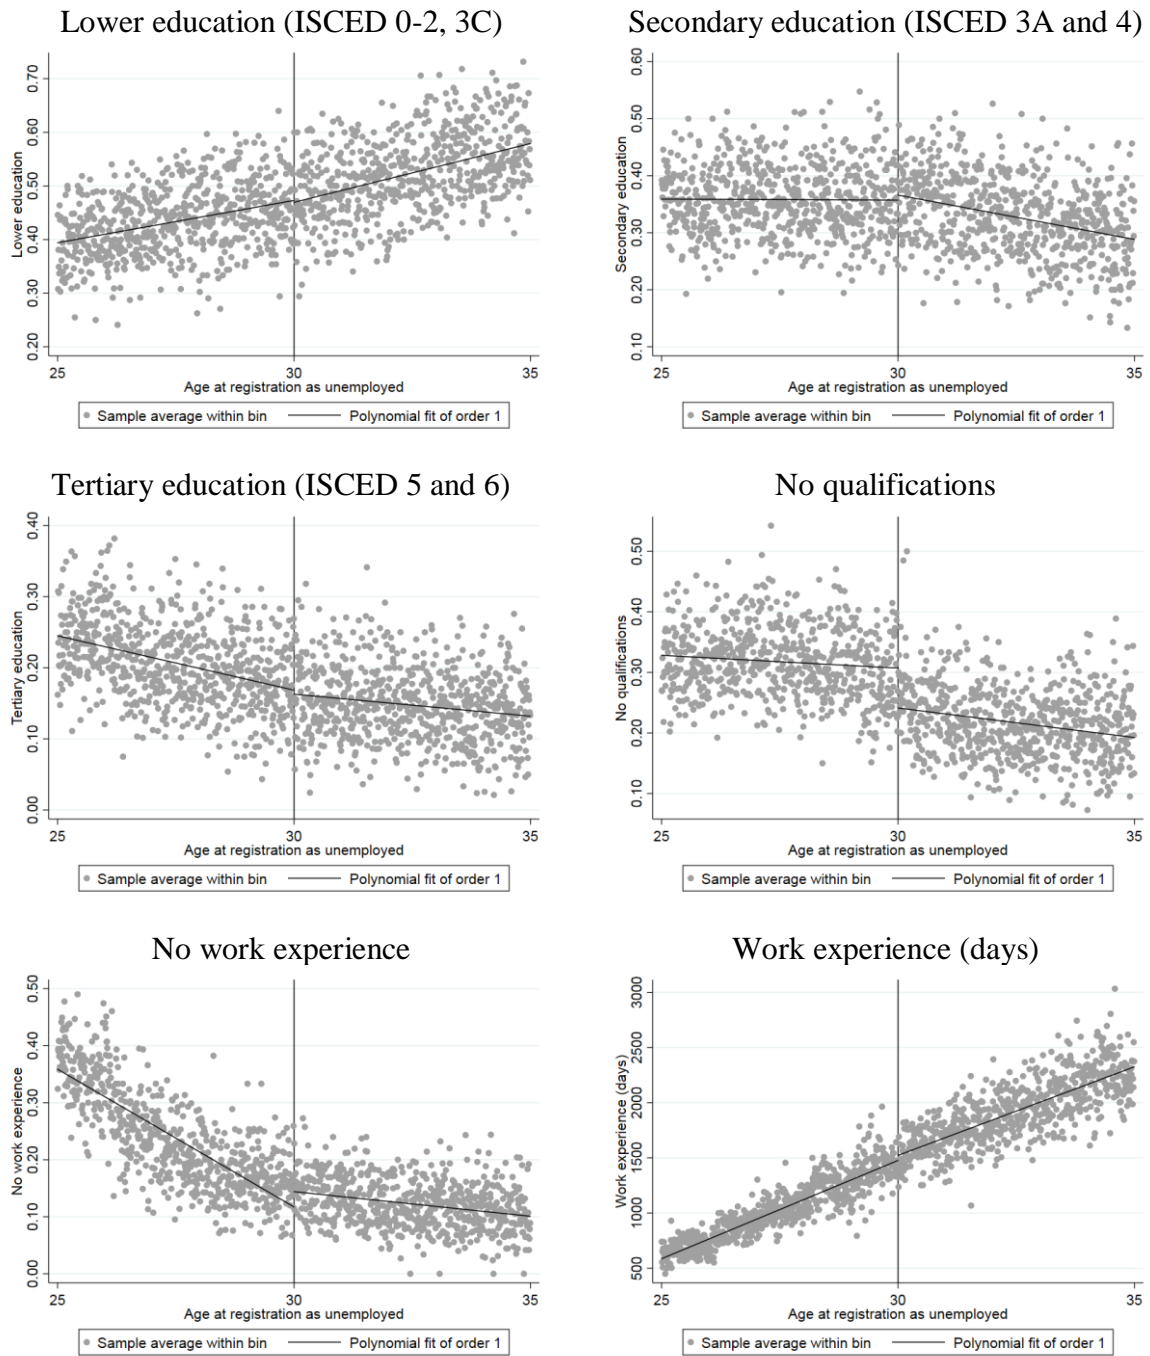 Lower education (ISCED 0-2, 3C)
Lower education
0.70
0.60
0.50
0.40
0.30
0.20
25 30 35
Age at registration as unemployed
Sample average within bin Polynomial fit of order 1
Secondary education (ISCED 3A and 4)
Secondary education
0.60
0.50
0.40
0.30
0.20
0.10
25 30 35
Age at registration as unemployed
Sample average within bin Polynomial fit of order 1
Tertiary education (ISCED 5 and 6)
Tertiary education
0.40
0.30
0.20
0.10
0.00
25 30 35
Age at registration as unemployed
Sample average within bin Polynomial fit of order 1
No qualifications
No qualifications
0.50
0.40
0.30
0.20
0.10
25 30 35
Age at registration as unemployed
Sample average within bin Polynomial fit of order 1
No work experience
No work experience
0.50
0.40
0.30
0.20
0.10
0.00
25 30 35
Age at registration as unemployed
Sample average within bin Polynomial fit of order 1
Work experience (days)
Work experience (days)
3000
2500
2000
1500
1000
500
25 30 35
Age at registration as unemployed
Sample average within bin Polynomial fit of order 1